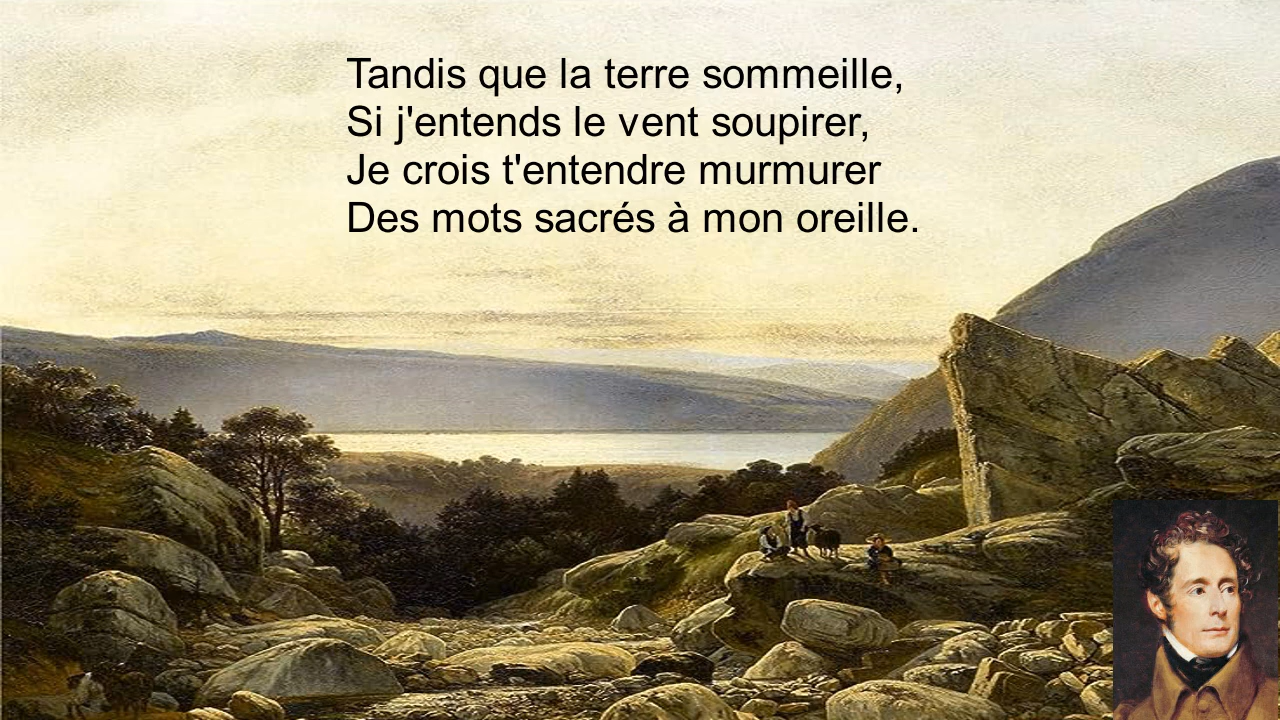 Tandis que la terre sommeille,
Si j'entends le vent soupirer,
Je crois t'entendre murmurer
Des mots sacrés à mon oreille.